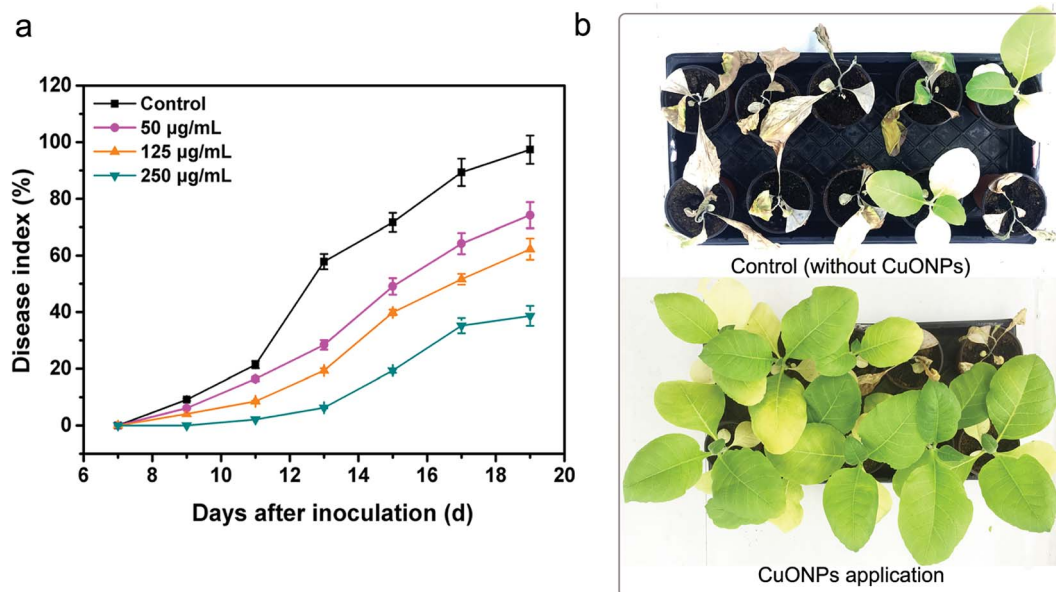 a
Disease index (%)
120
100
80
60
40
20
0
Control
50 µg/mL
125 µg/mL
250 µg/mL
6
8
10
12
14
16
18
20
Days after inoculation (d)
b
Control (without CuONPs)
CuONPs application